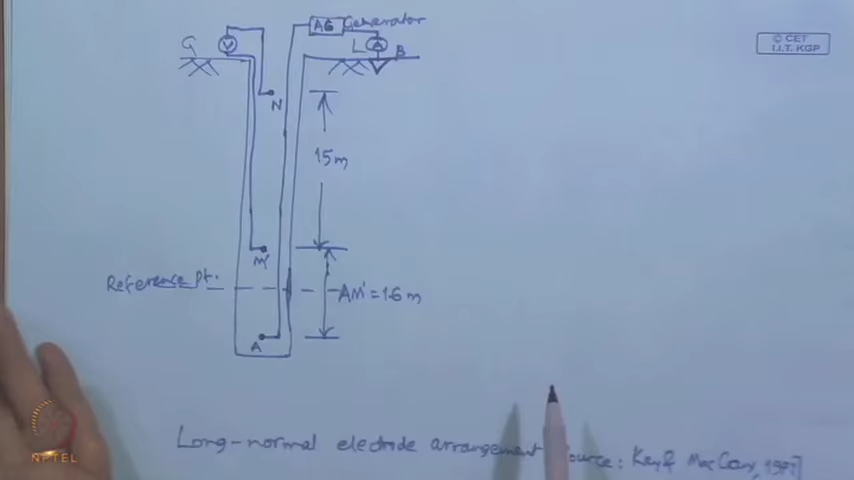 AG Generator
G V L A B
© CET
I.I.T. KGP
N
15m
M'
Reference Pt.
AM' = 1.6 m
A
Long-normal electrode arrangement
NPTEL